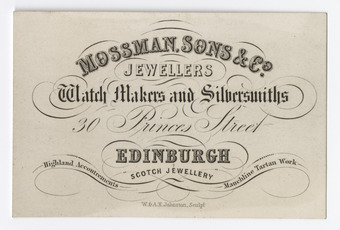 MOSSMAN, SONS & Co.
JEWELLERS
Watch Makers and Silversmiths
30 Princes Street
EDINBURGH
SCOTCH JEWELLERY
Highland Accoutrements
Mauchline Tartan Work
W. & A.K. Johnston, Sculpt.